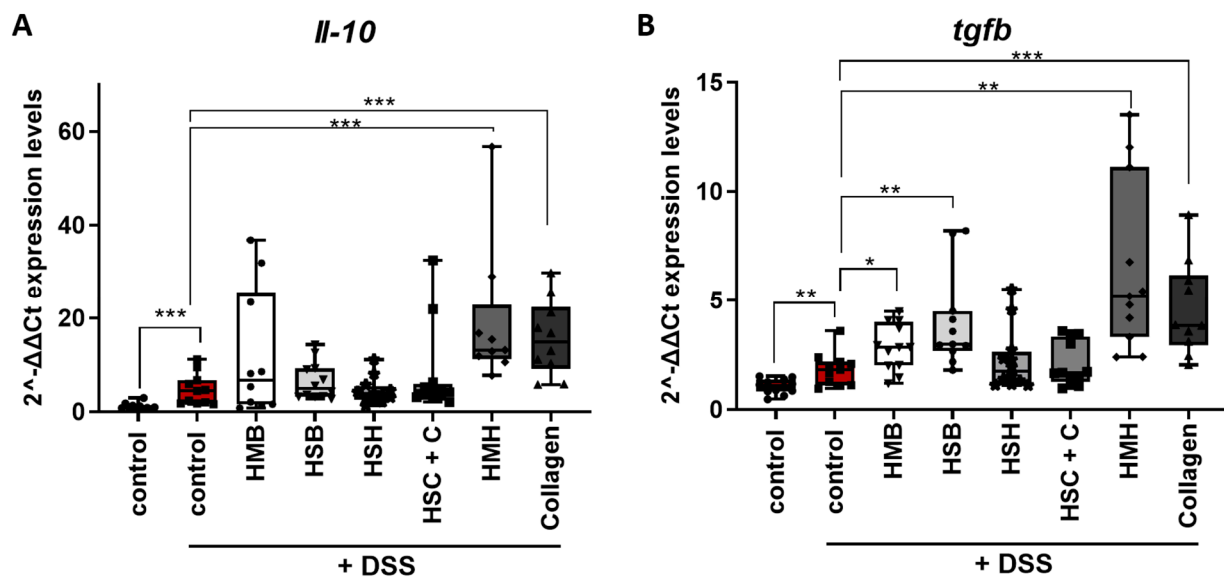 A
Il-10
2^-ΔΔCt expression levels
60
40
20
0
***
***
***
control
control
HMB
HSB
HSH
HSC + C
HMH
Collagen
+ DSS
B
tgfb
2^-ΔΔCt expression levels
15
10
5
0
***
**
**
*
**
control
control
HMB
HSB
HSH
HSC + C
HMH
Collagen
+ DSS